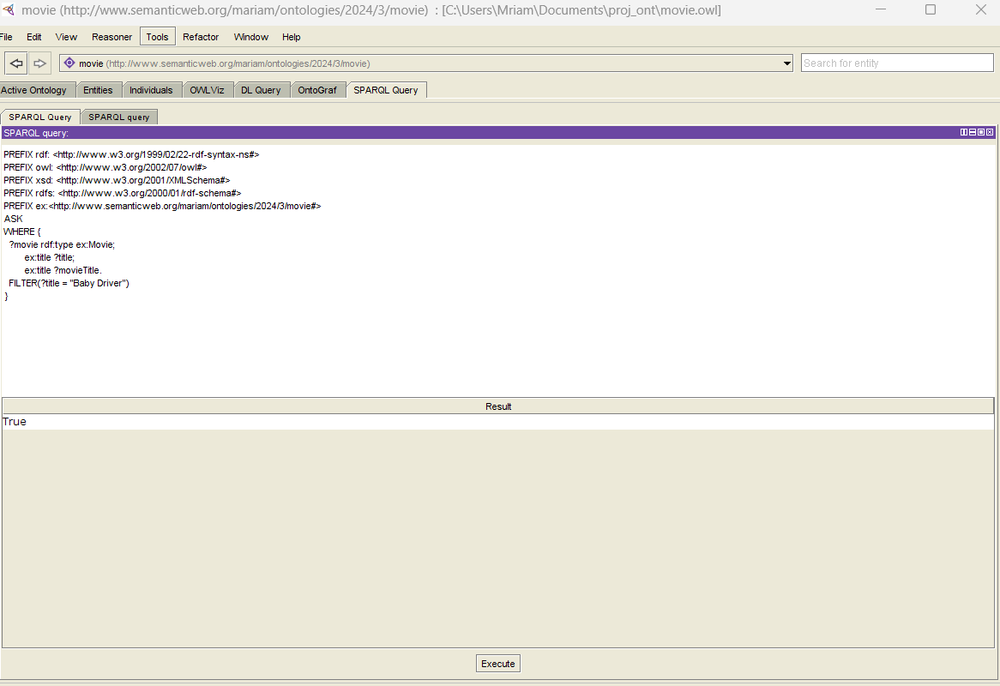 movie (http://www.semanticweb.org/mariam/ontologies/2024/3/movie) : [C:\Users\Mriam\Documents\proj_ont\movie.owl]
File Edit View Reasoner Tools Refactor Window Help
movie (http://www.semanticweb.org/mariam/ontologies/2024/3/movie) Search for entity
Active Ontology Entities Individuals OWLViz DL Query OntoGraf SPARQL Query
SPARQL Query SPARQL query
SPARQL query:
PREFIX rdf: <http://www.w3.org/1999/02/22-rdf-syntax-ns#>
PREFIX owl: <http://www.w3.org/2002/07/owl#>
PREFIX xsd: <http://www.w3.org/2001/XMLSchema#>
PREFIX rdfs: <http://www.w3.org/2000/01/rdf-schema#>
PREFIX ex:<http://www.semanticweb.org/mariam/ontologies/2024/3/movie#>
ASK
WHERE {
?movie rdf:type ex:Movie;
ex:title ?title;
ex:title ?movieTitle.
FILTER(?title = "Baby Driver")
}
Result
True
Execute